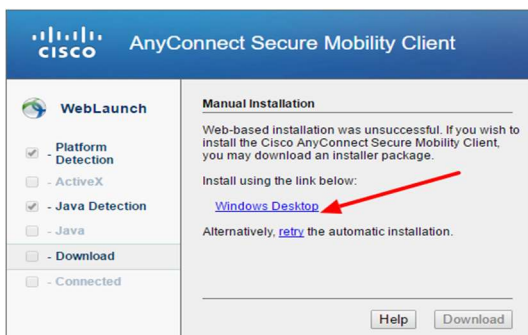 CISCO
AnyConnect Secure Mobility Client
WebLaunch
- Platform
Detection
- ActiveX
- Java Detection
- Java
- Download
- Connected
Manual Installation
Web-based installation was unsuccessful. If you wish to
install the Cisco AnyConnect Secure Mobility Client,
you may download an installer package.
Install using the link below:
Windows Desktop
Alternatively, retry the automatic installation.
Help
Download